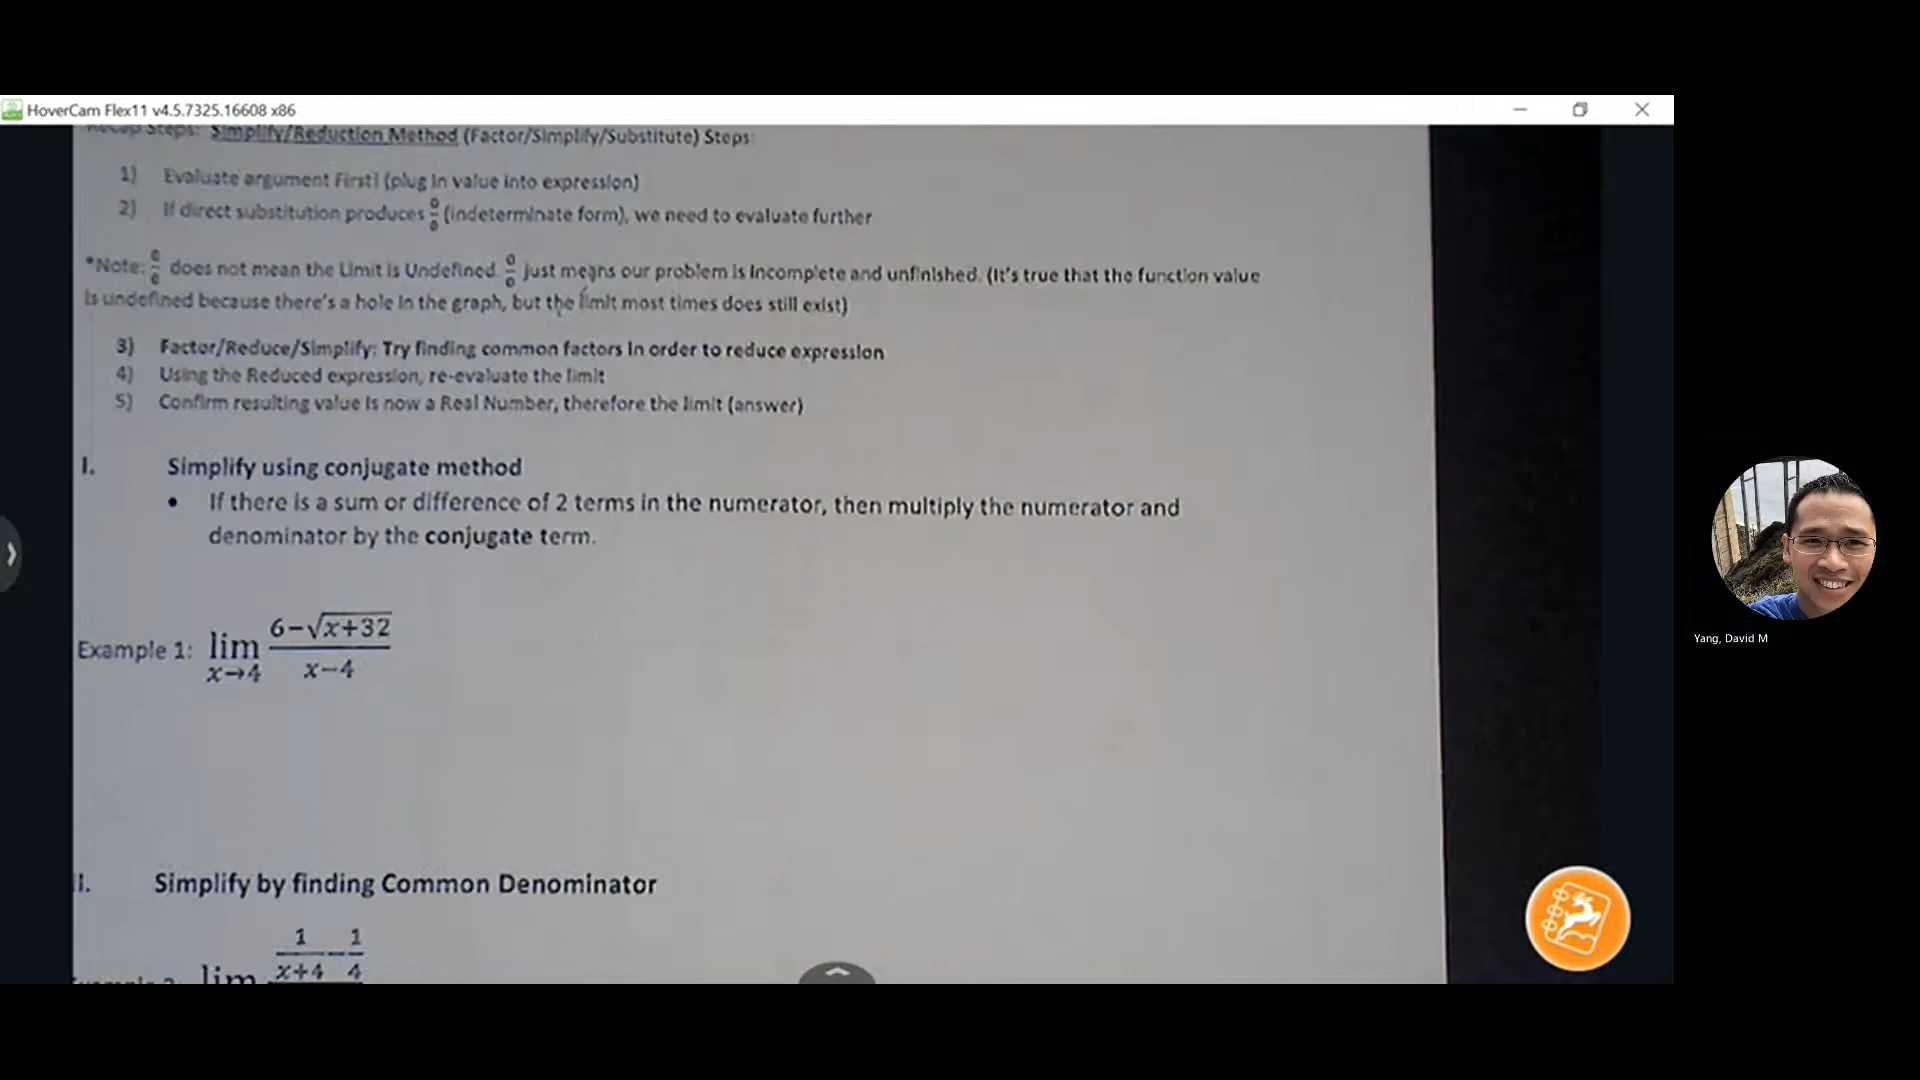 HoverCam Flex11 v4.5.7325.16608 x86
Recap Steps: Simplify/Reduction Method (Factor/Simplify/Substitute) Steps:
1) Evaluate argument First! (plug in value into expression)
2) If direct substitution produces 0/0 (indeterminate form), we need to evaluate further
*Note: 0/0 does not mean the Limit is Undefined. 0/0 just means our problem is incomplete and unfinished. (It's true that the function value
is undefined because there's a hole in the graph, but the limit most times does still exist)
3) Factor/Reduce/Simplify: Try finding common factors in order to reduce expression
4) Using the Reduced expression, re-evaluate the limit
5) Confirm resulting value is now a Real Number, therefore the limit (answer)
I. Simplify using conjugate method
• If there is a sum or difference of 2 terms in the numerator, then multiply the numerator and
denominator by the conjugate term.
Example 1: lim x→4 (6−√x+32)/(x−4)
Yang, David M
II. Simplify by finding Common Denominator
lim 1/(x+4) − 1/4